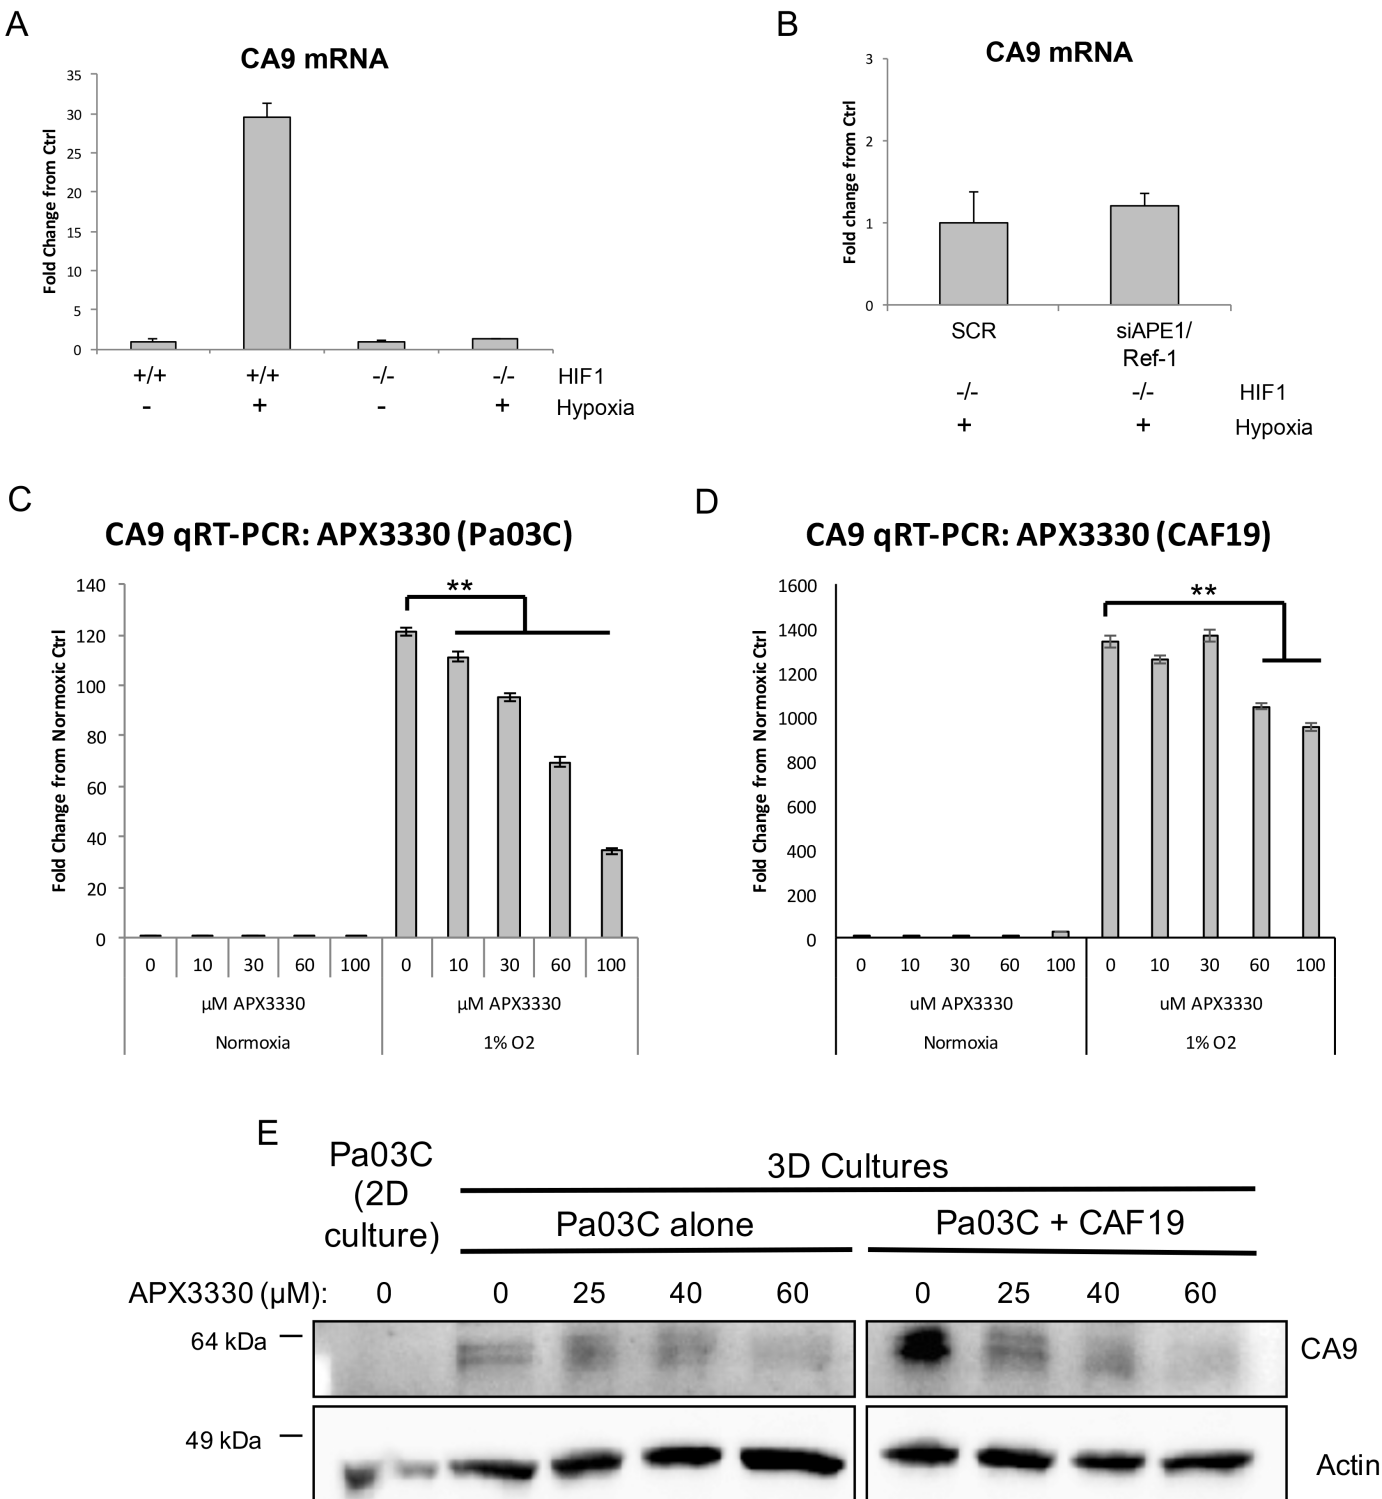 A
CA9 mRNA
Fold Change from Ctrl
35
30
25
20
15
10
5
0
+/+ +/+ -/- -/- HIF1
- + - + Hypoxia
B
CA9 mRNA
Fold change from Ctrl
3
2
1
0
SCR siAPE1/
Ref-1
-/- -/- HIF1
+ + Hypoxia
C
CA9 qRT-PCR: APX3330 (Pa03C)
Fold Change from Normoxic Ctrl
140
120
100
80
60
40
20
0
**
0 10 30 60 100 0 10 30 60 100
µM APX3330 µM APX3330
Normoxia 1% O2
D
CA9 qRT-PCR: APX3330 (CAF19)
Fold Change from Normoxic Ctrl
1600
1400
1200
1000
800
600
400
200
0
**
0 10 30 60 100 0 10 30 60 100
uM APX3330 uM APX3330
Normoxia 1% O2
E
Pa03C
(2D
culture)
3D Cultures
Pa03C alone Pa03C + CAF19
APX3330 (µM): 0 0 25 40 60 0 25 40 60
64 kDa CA9
49 kDa Actin